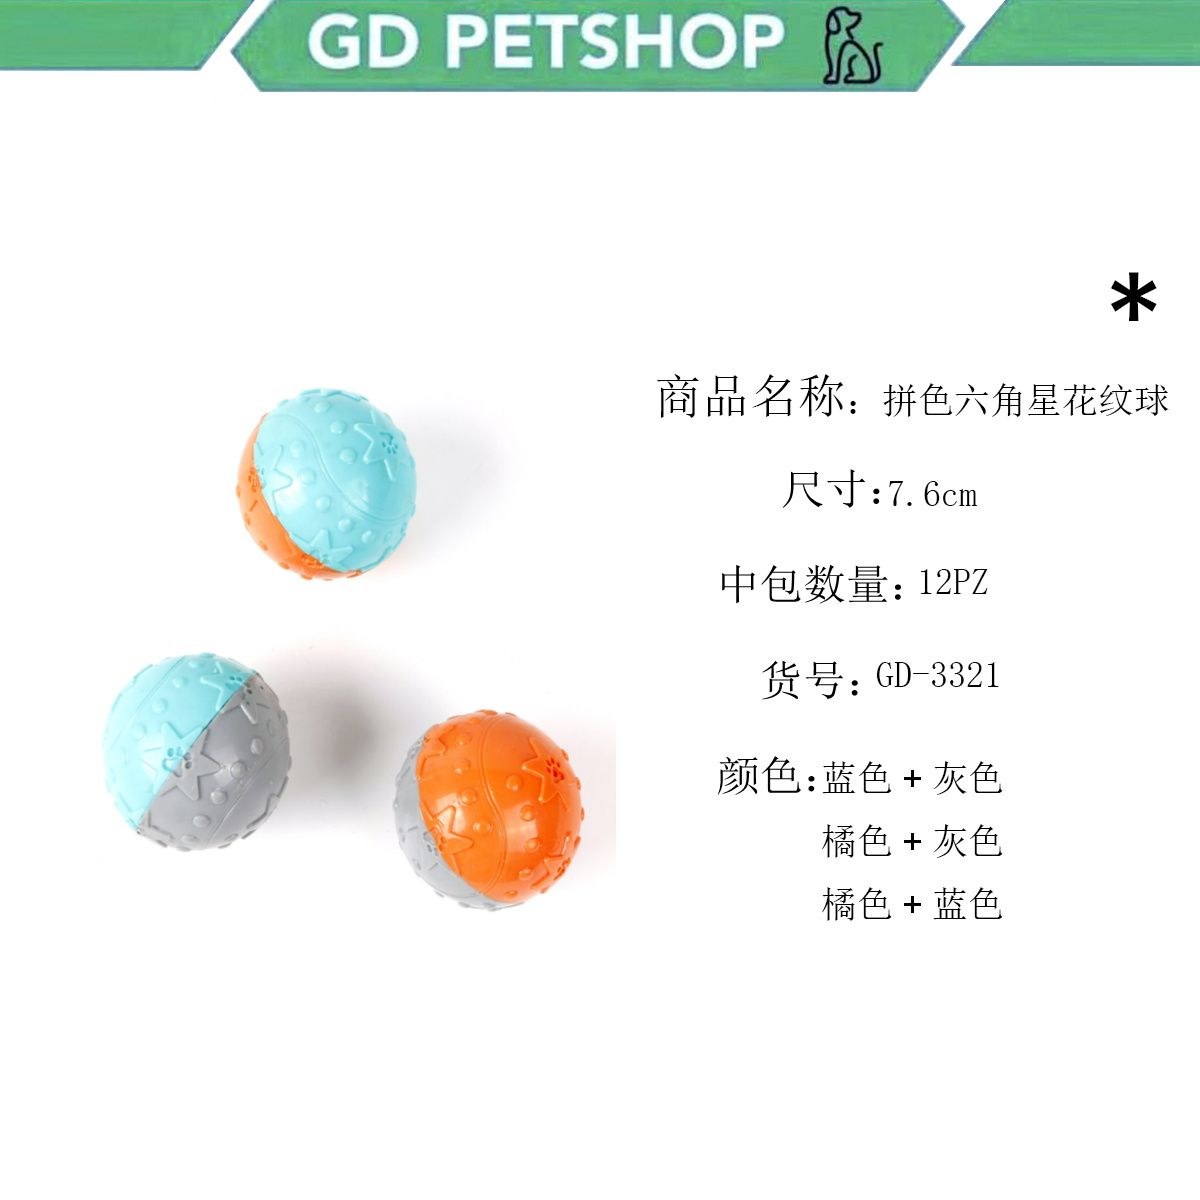 GD PETSHOP
*
商品名称：拼色六角星花纹球
尺寸：7.6cm
中包数量：12PZ
货号：GD-3321
颜色：蓝色 + 灰色
橘色 + 灰色
橘色 + 蓝色